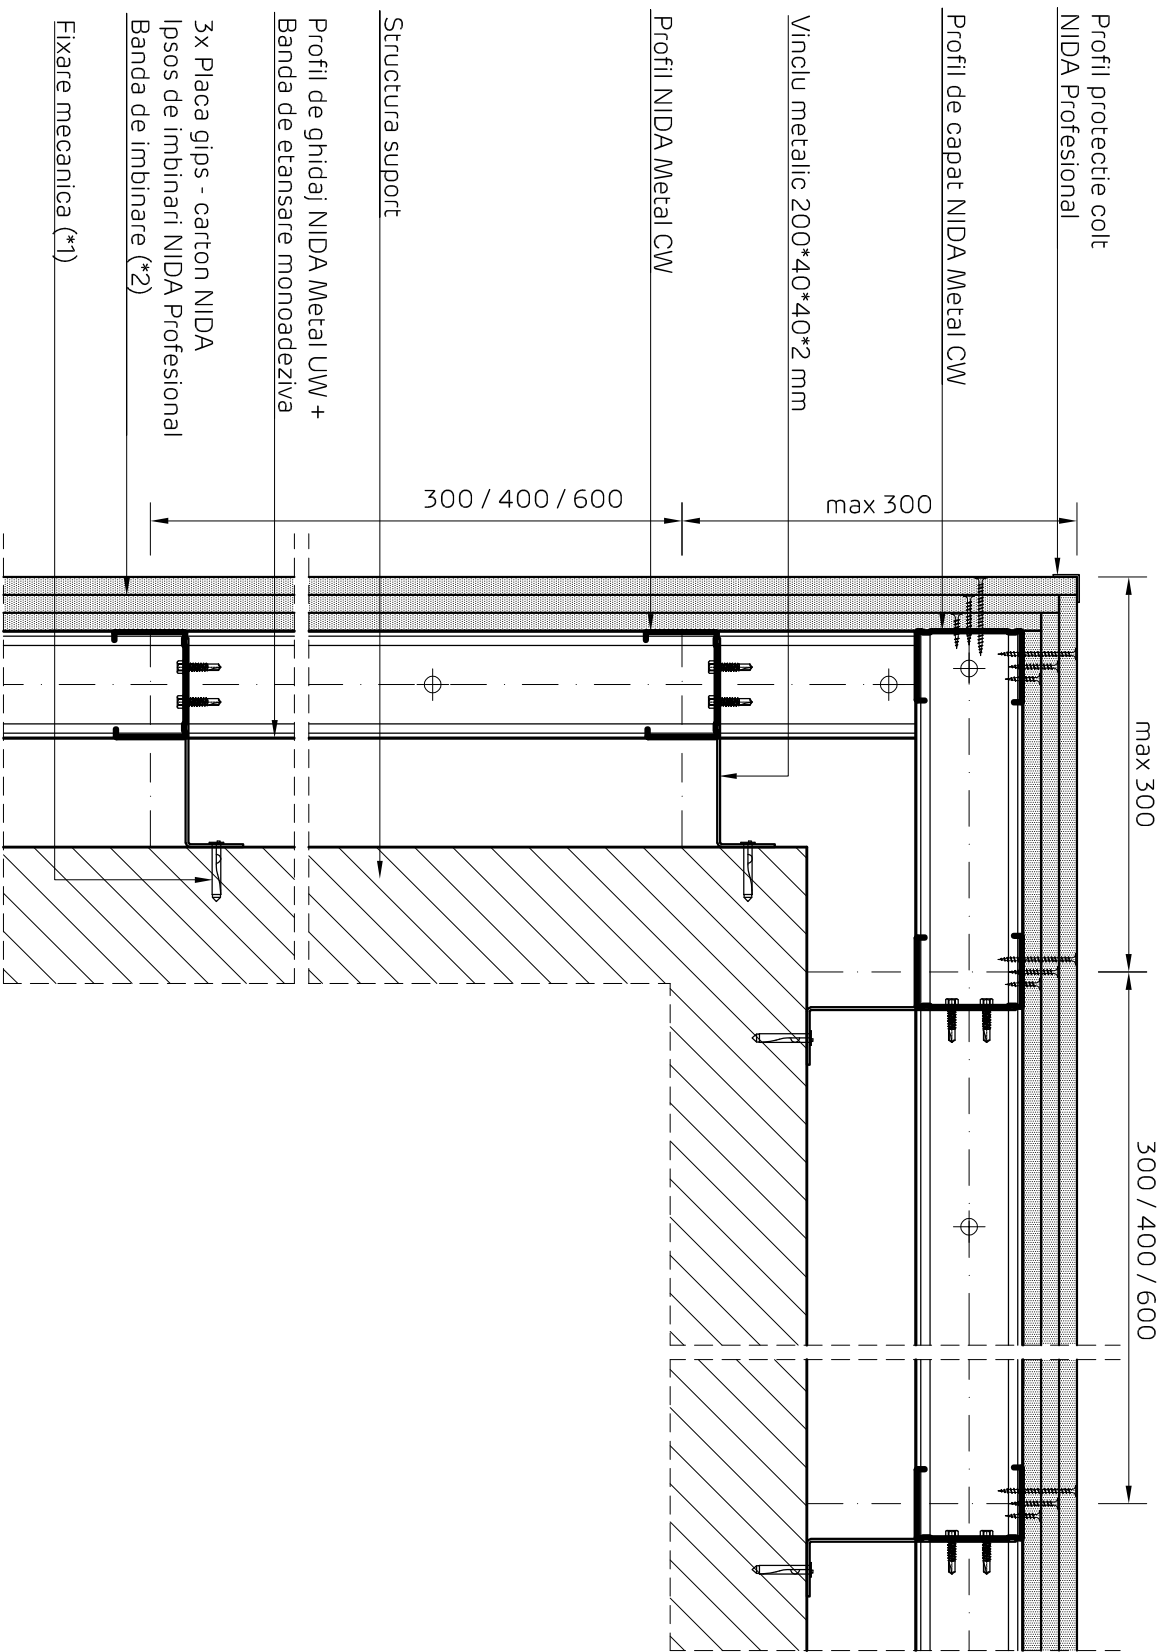 Profil protectie colt
NIDA Profesional
Profil de capat NIDA Metal CW
Vinclu metalic 200*40*40*2 mm
Profil NIDA Metal CW
Structura suport
Profil de ghidaj NIDA Metal UW +
Banda de etansare monoadeziva
3x Placa gips - carton NIDA
Ipsos de imbinari NIDA Profesional
Banda de imbinare (*2)
Fixare mecanica (*1)
300 / 400 / 600
max 300
max 300
300 / 400 / 600